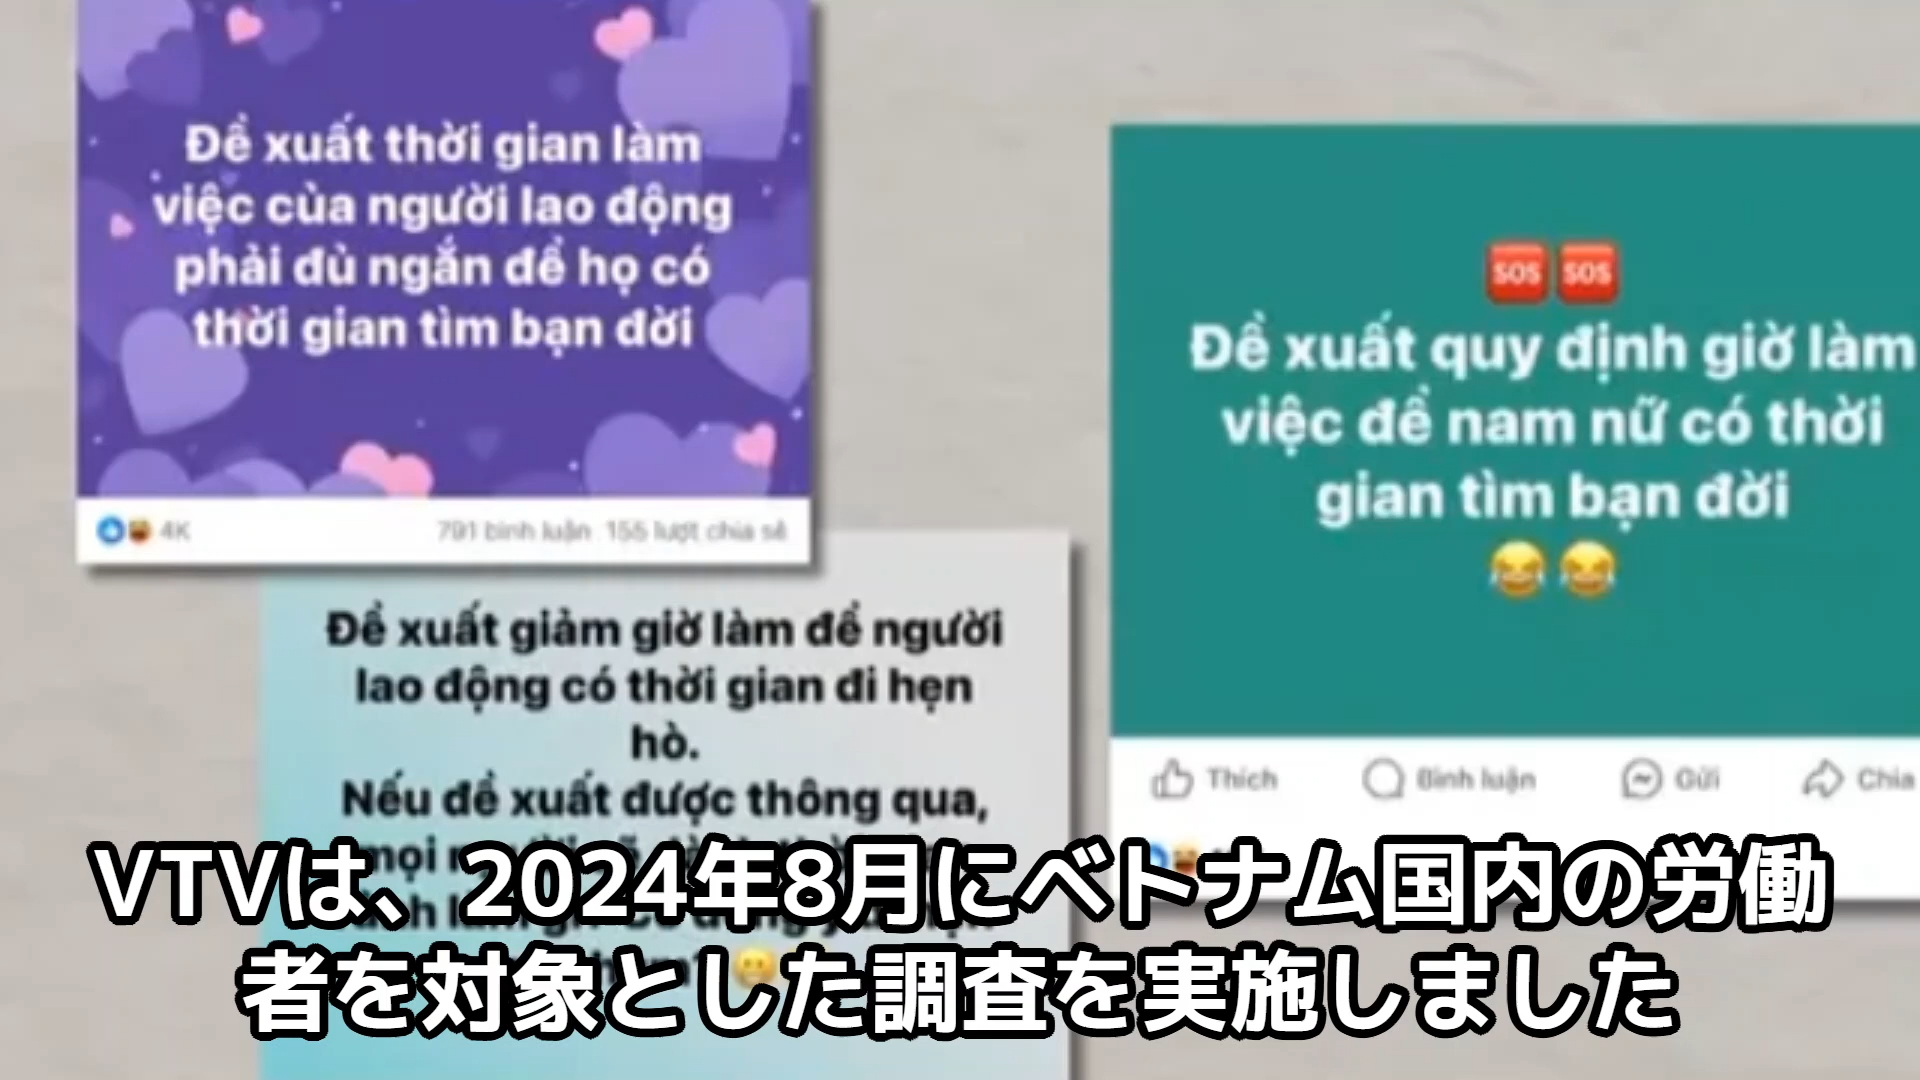 Đề xuất thời gian làm
việc của người lao động
phải đủ ngắn để họ có
thời gian tìm bạn đời
4K
791 bình luận 155 lượt chia sẻ
SOS SOS
Đề xuất quy định giờ làm
việc để nam nữ có thời
gian tìm bạn đời
Thích
Bình luận
Gửi
Chia
Đề xuất giảm giờ làm để người
lao động có thời gian đi hẹn
hò.
Nếu đề xuất được thông qua,
mọi
VTVは、2024年8月にベトナム国内の労働
者を対象とした調査を実施しました